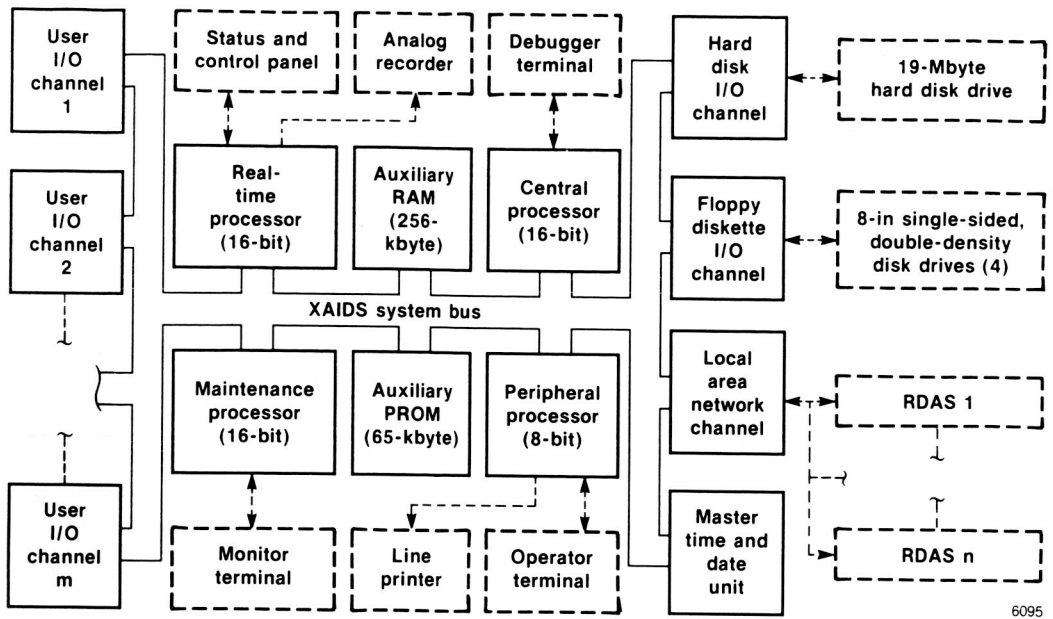 User
I/O
channel
1
Status and
control panel
Analog
recorder
Debugger
terminal
Hard
disk
I/O
channel
19-Mbyte
hard disk drive
User
I/O
channel
2
Real-
time
processor
(16-bit)
Auxiliary
RAM
(256-
kbyte)
Central
processor
(16-bit)
Floppy
diskette
I/O
channel
8-in single-sided,
double-density
disk drives (4)
XAIDS system bus
Maintenance
processor
(16-bit)
Auxiliary
PROM
(65-kbyte)
Peripheral
processor
(8-bit)
Local
area
network
channel
RDAS 1
User
I/O
channel
m
Monitor
terminal
Line
printer
Operator
terminal
Master
time and
date
unit
RDAS n
6095